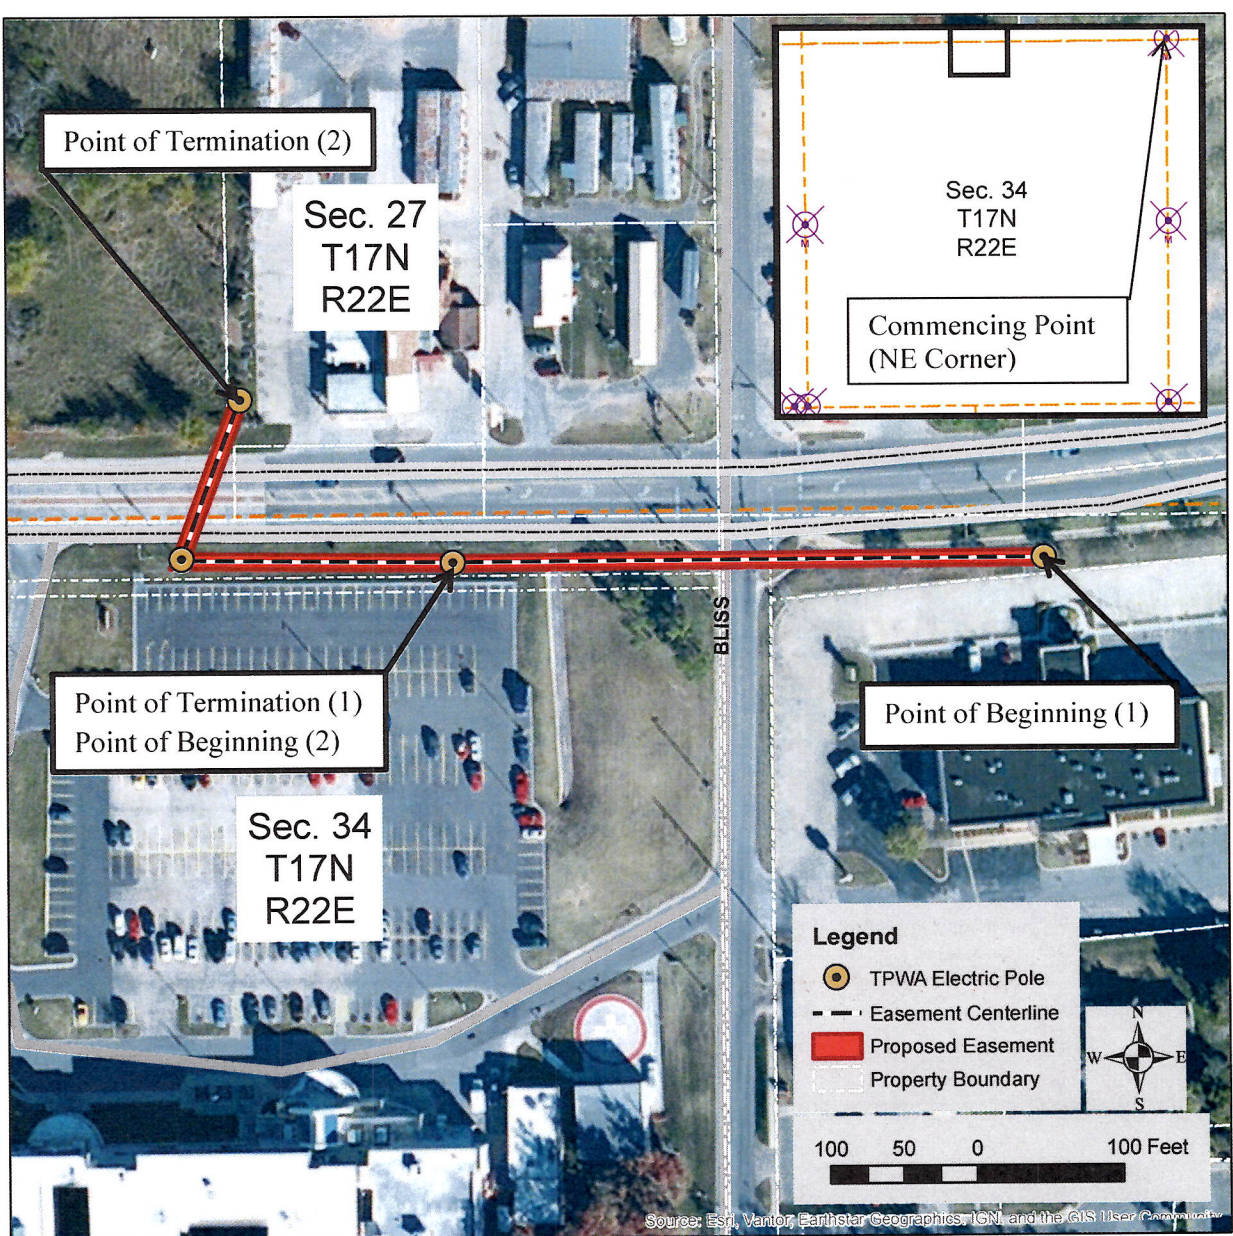 Point of Termination (2)
Sec. 27
T17N
R22E
Sec. 34
T17N
R22E
Commencing Point
(NE Corner)
M
M
M
BLISS
Point of Termination (1)
Point of Beginning (2)
Point of Beginning (1)
Sec. 34
T17N
R22E
Legend
TPWA Electric Pole
Easement Centerline
Proposed Easement
Property Boundary
N
W E
S
100 50 0 100 Feet
Source: Esri, Vantor, Earthstar Geographics, IGN, and the GIS User Community